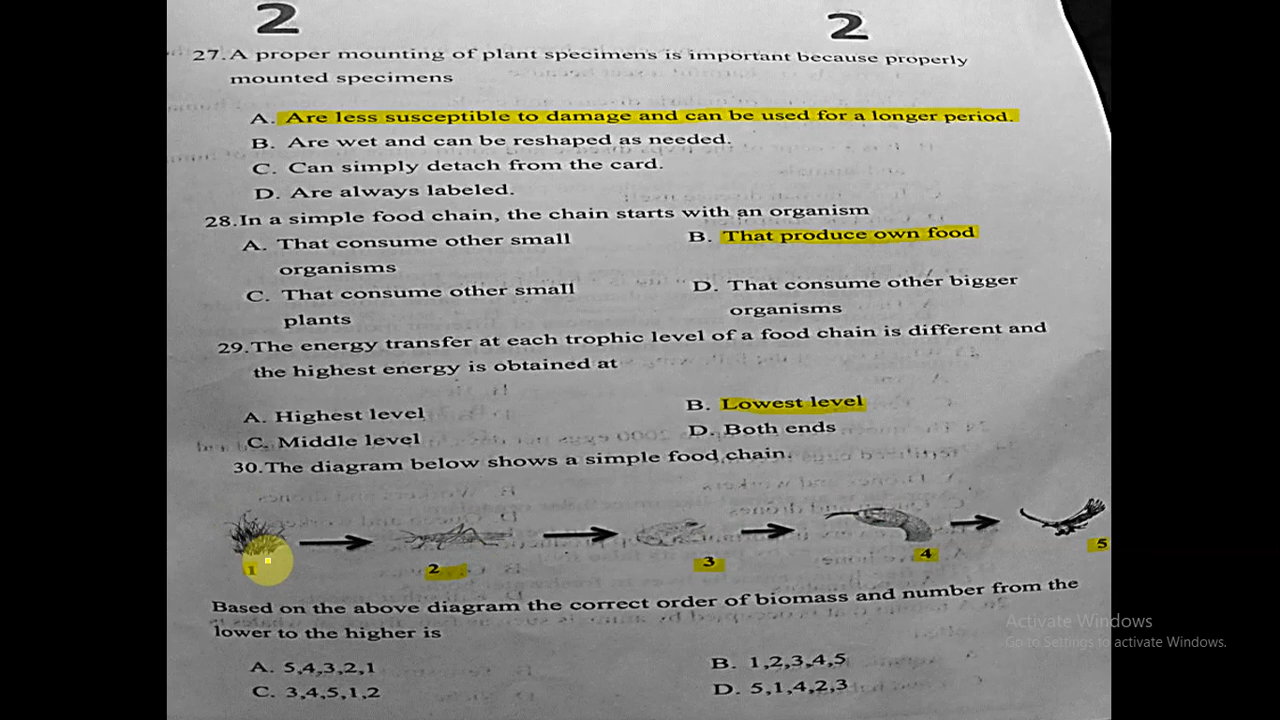 2 2
27. A proper mounting of plant specimens is important because properly
mounted specimens
A. Are less susceptible to damage and can be used for a longer period.
B. Are wet and can be reshaped as needed.
C. Can simply detach from the card.
D. Are always labeled.
28. In a simple food chain, the chain starts with an organism
A. That consume other small B. That produce own food
organisms
C. That consume other small D. That consume other bigger
plants organisms
29. The energy transfer at each trophic level of a food chain is different and
the highest energy is obtained at
A. Highest level B. Lowest level
C. Middle level D. Both ends
30. The diagram below shows a simple food chain.
1 2 3 4 5
Based on the above diagram the correct order of biomass and number from the
lower to the higher is
A. 5,4,3,2,1 B. 1,2,3,4,5
C. 3,4,5,1,2 D. 5,1,4,2,3
Activate Windows
Go to Settings to activate Windows.